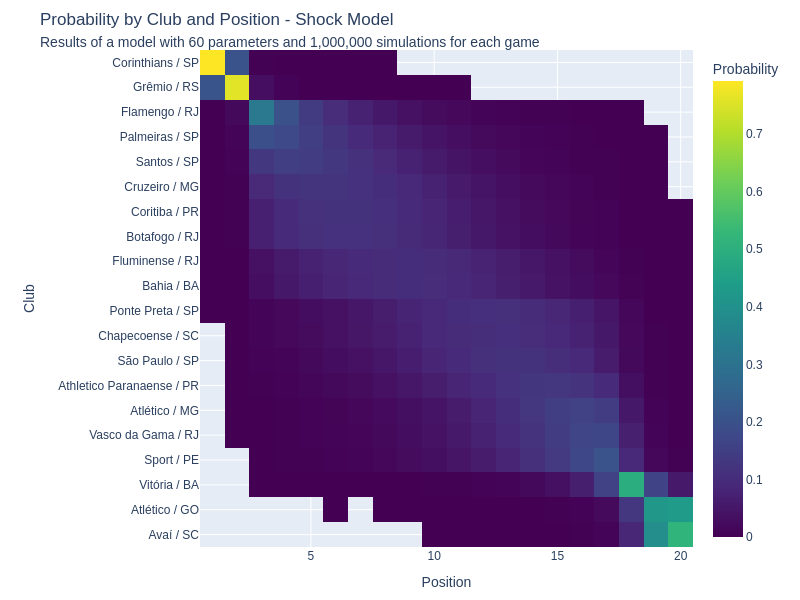 Probability by Club and Position - Shock Model
Results of a model with 60 parameters and 1,000,000 simulations for each game
Probability
Corinthians / SP
Grêmio / RS
Flamengo / RJ
Palmeiras / SP
Santos / SP
Cruzeiro / MG
Coritiba / PR
Botafogo / RJ
Fluminense / RJ
Bahia / BA
Ponte Preta / SP
Chapecoense / SC
São Paulo / SP
Athletico Paranaense / PR
Atlético / MG
Vasco da Gama / RJ
Sport / PE
Vitória / BA
Atlético / GO
Avaí / SC
Club
5
10
15
20
Position
0.7
0.6
0.5
0.4
0.3
0.2
0.1
0